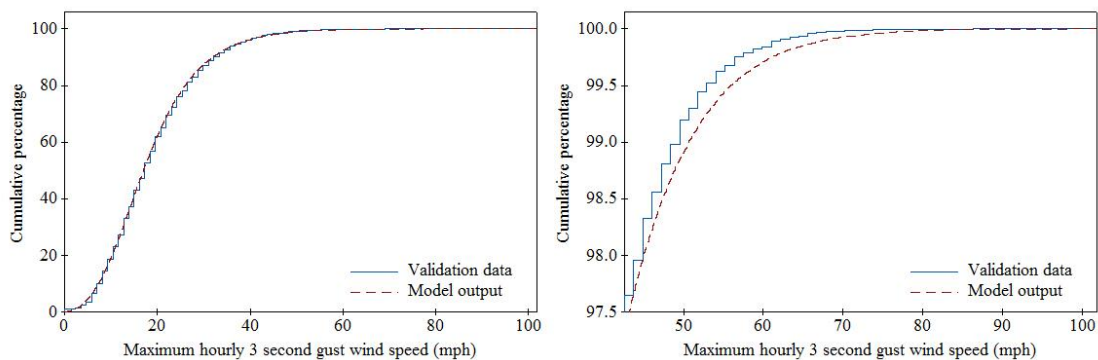 100
80
60
40
20
0
Cumulative percentage
0 20 40 60 80 100
Maximum hourly 3 second gust wind speed (mph)
Validation data
Model output
100.0
99.5
99.0
98.5
98.0
97.5
Cumulative percentage
50 60 70 80 90 100
Maximum hourly 3 second gust wind speed (mph)
Validation data
Model output